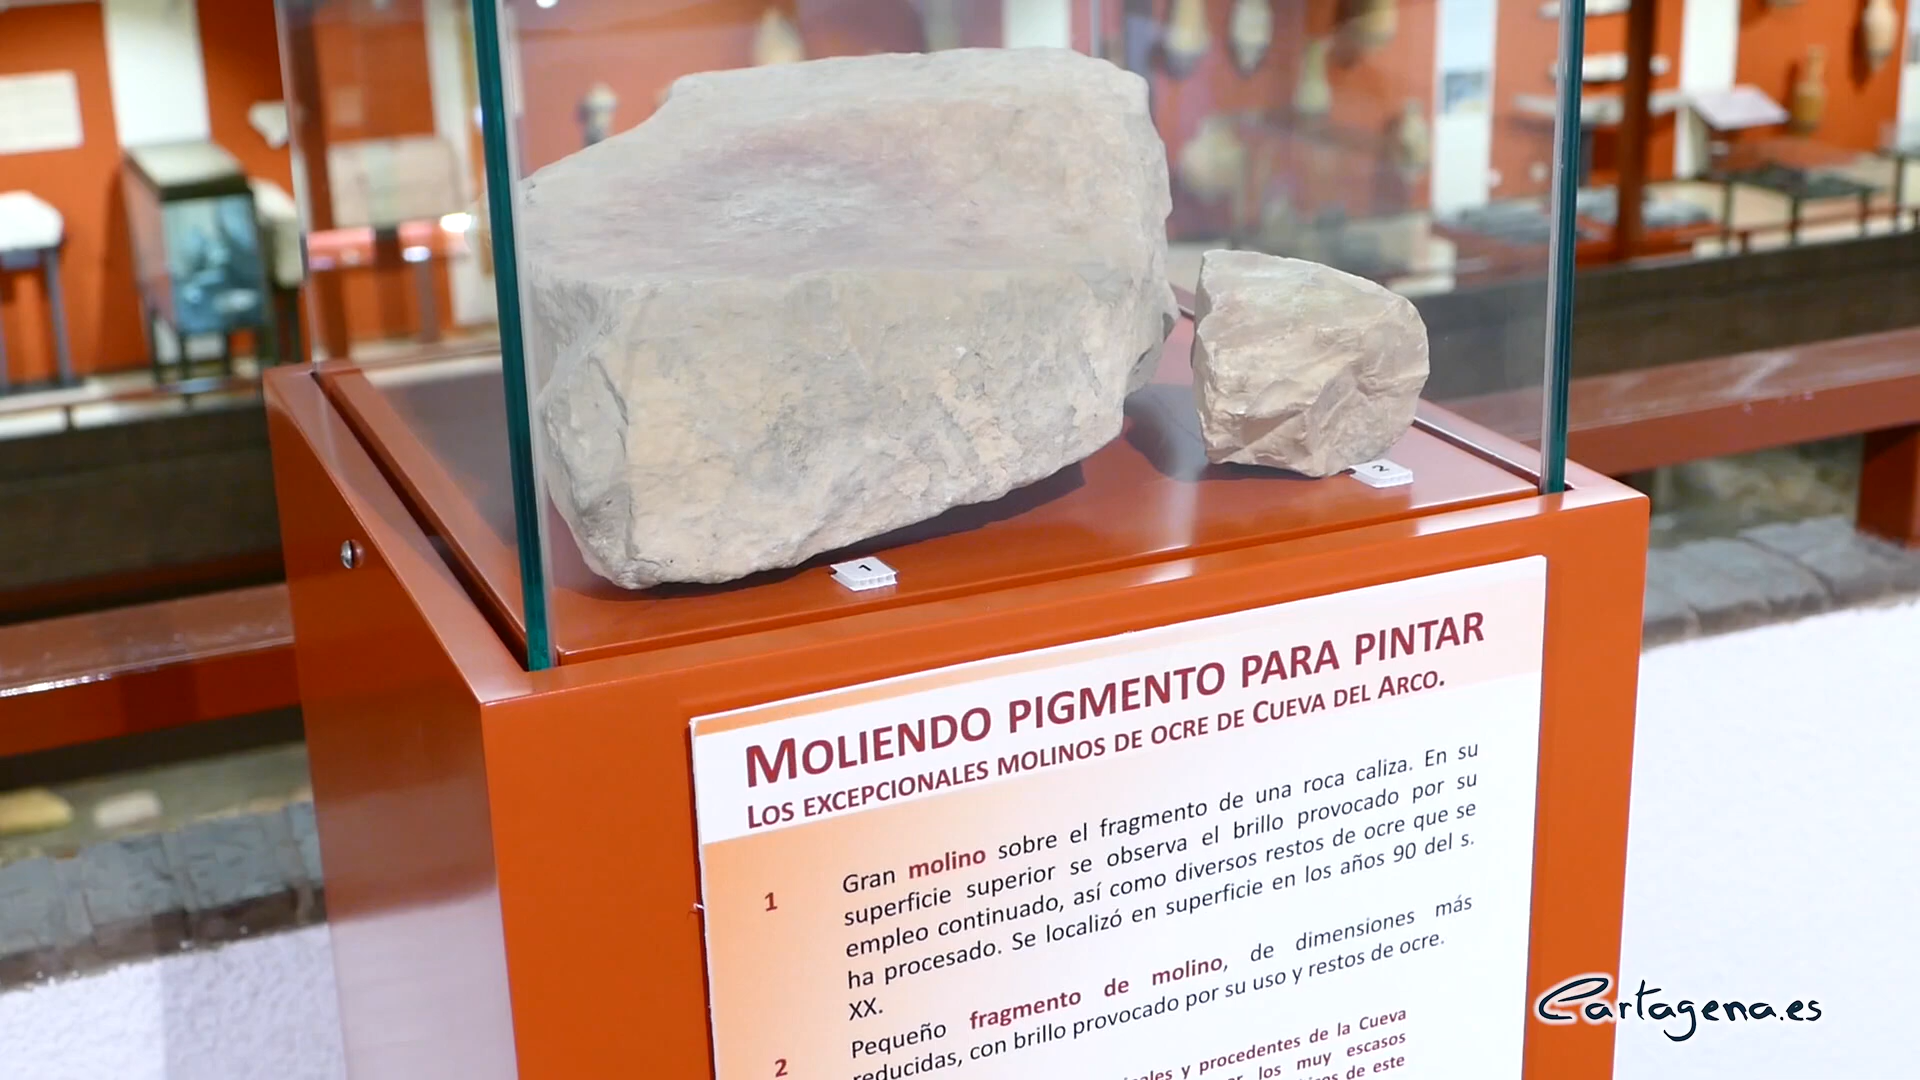 1
2
MOLIENDO PIGMENTO PARA PINTAR
LOS EXCEPCIONALES MOLINOS DE OCRE DE CUEVA DEL ARCO.
1
Gran molino sobre el fragmento de una roca caliza. En su
superficie superior se observa el brillo provocado por su
empleo continuado, así como diversos restos de ocre que se
ha procesado. Se localizó en superficie en los años 90 del s.
XX.
2
Pequeño fragmento de molino, de dimensiones más
reducidas, con brillo provocado por su uso y restos de ocre.
y procedentes de la Cueva
los muy escasos
de este
Cartagena.es